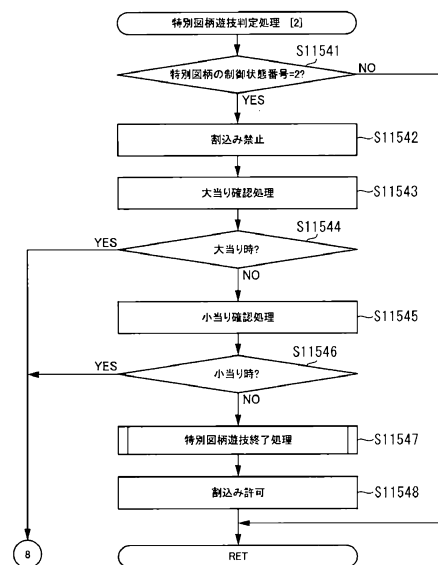 特別図柄遊技判定処理 [2]
S11541
特別図柄の制御状態番号=2?
NO
YES
割込み禁止
S11542
大当り確認処理
S11543
S11544
YES
大当り時?
NO
小当り確認処理
S11545
S11546
YES
小当り時?
NO
特別図柄遊技終了処理
S11547
割込み許可
S11548
8
RET